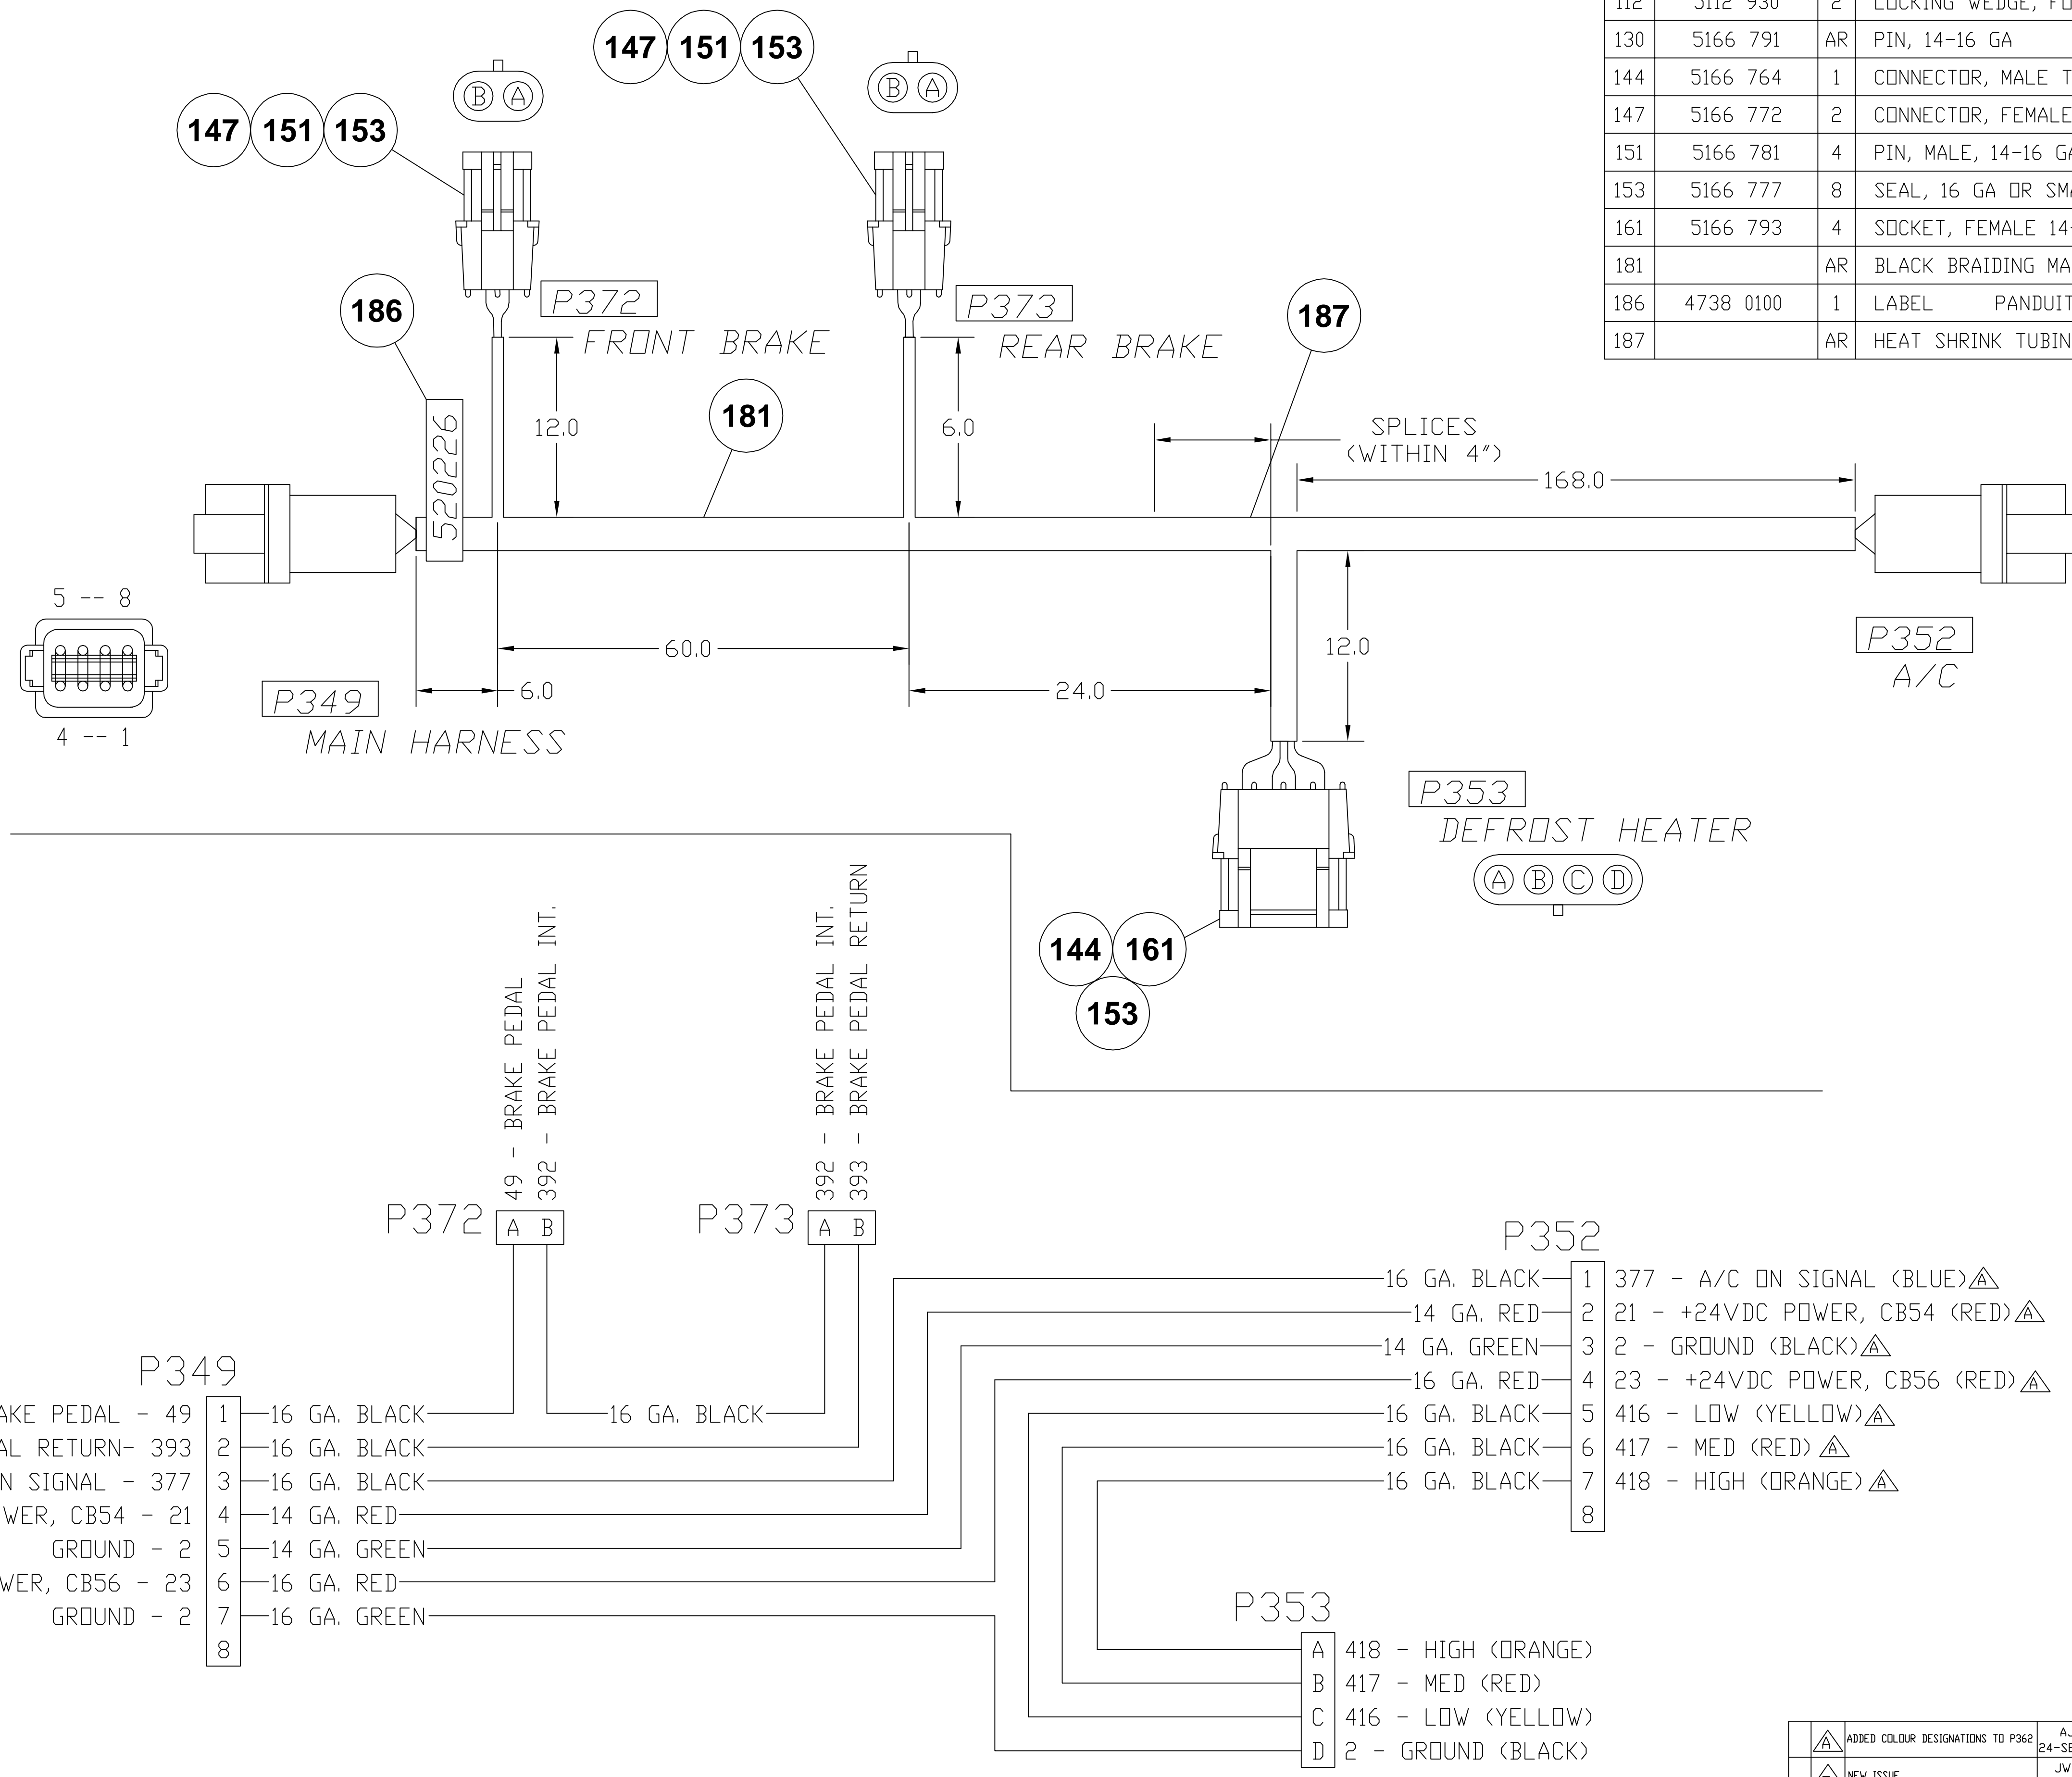 112 5112 930 2 LOCKING WEDGE,
130 5166 791 AR PIN, 14-16 GA
144 5166 764 1 CONNECTOR, MALE
147 5166 772 2 CONNECTOR, FEMALE
151 5166 781 4 PIN, MALE, 14-16
153 5166 777 8 SEAL, 16 GA OR
161 5166 793 4 SOCKET, FEMALE
181 AR BLACK BRAIDING
186 4738 0100 1 LABEL PANDUIT
187 AR HEAT SHRINK
147 151 153
B A
147 151 153
B A
186
P372
FRONT BRAKE
P373
REAR BRAKE
187
181
520226
12.0
6.0
SPLICES
(WITHIN 4")
168.0
5 -- 8
4 -- 1
60.0
6.0
24.0
12.0
P349
MAIN HARNESS
P352
A/C
P353
DEFROST HEATER
A B C D
144 161
153
49 - BRAKE PEDAL
392 - BRAKE PEDAL INT.
392 - BRAKE PEDAL INT.
393 - BRAKE PEDAL RETURN
P372 A B
P373 A B
P352
16 GA. BLACK 1 377 - A/C ON SIGNAL (BLUE) A
14 GA. RED 2 21 - +24VDC POWER, CB54 (RED) A
14 GA. GREEN 3 2 - GROUND (BLACK) A
16 GA. RED 4 23 - +24VDC POWER, CB56 (RED) A
16 GA. BLACK 5 416 - LOW (YELLOW) A
16 GA. BLACK 6 417 - MED (RED) A
16 GA. BLACK 7 418 - HIGH (ORANGE) A
8
P349
PEDAL - 49 1 16 GA. BLACK 16 GA. BLACK
RETURN- 393 2 16 GA. BLACK
SIGNAL - 377 3 16 GA. BLACK
CB54 - 21 4 14 GA. RED
GROUND - 2 5 14 GA. GREEN
CB56 - 23 6 16 GA. RED
GROUND - 2 7 16 GA. GREEN
8
P353
A 418 - HIGH (ORANGE)
B 417 - MED (RED)
C 416 - LOW (YELLOW)
D 2 - GROUND (BLACK)
A ADDED COLOUR DESIGNATIONS TO P362
NEW ISSUE